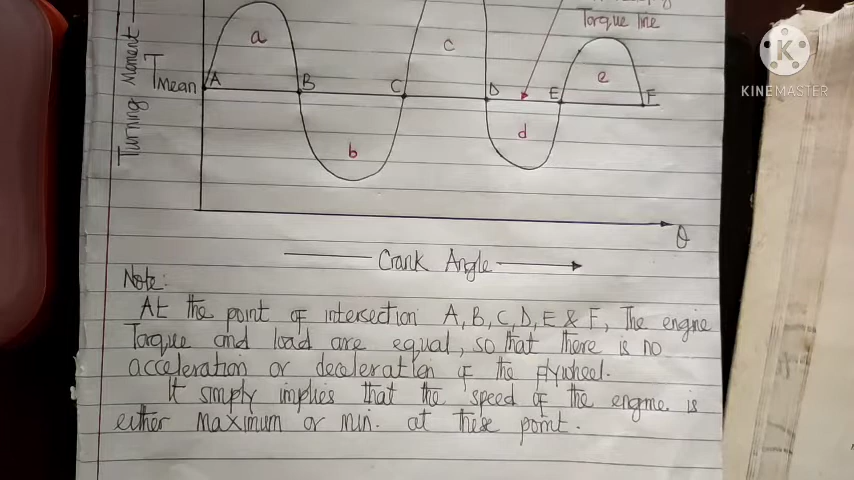 Torque line
a
c
e
TMean
A
B
C
D
E
F
b
d
Turning Moment
θ
Crank Angle
Note:
At the point of intersection A, B, C, D, E & F, The engine
Torque and load are equal, so that there is no
acceleration or deceleration of the flywheel.
It simply implies that the speed of the engine is
either maximum or min. at these point.
K
KINEMASTER